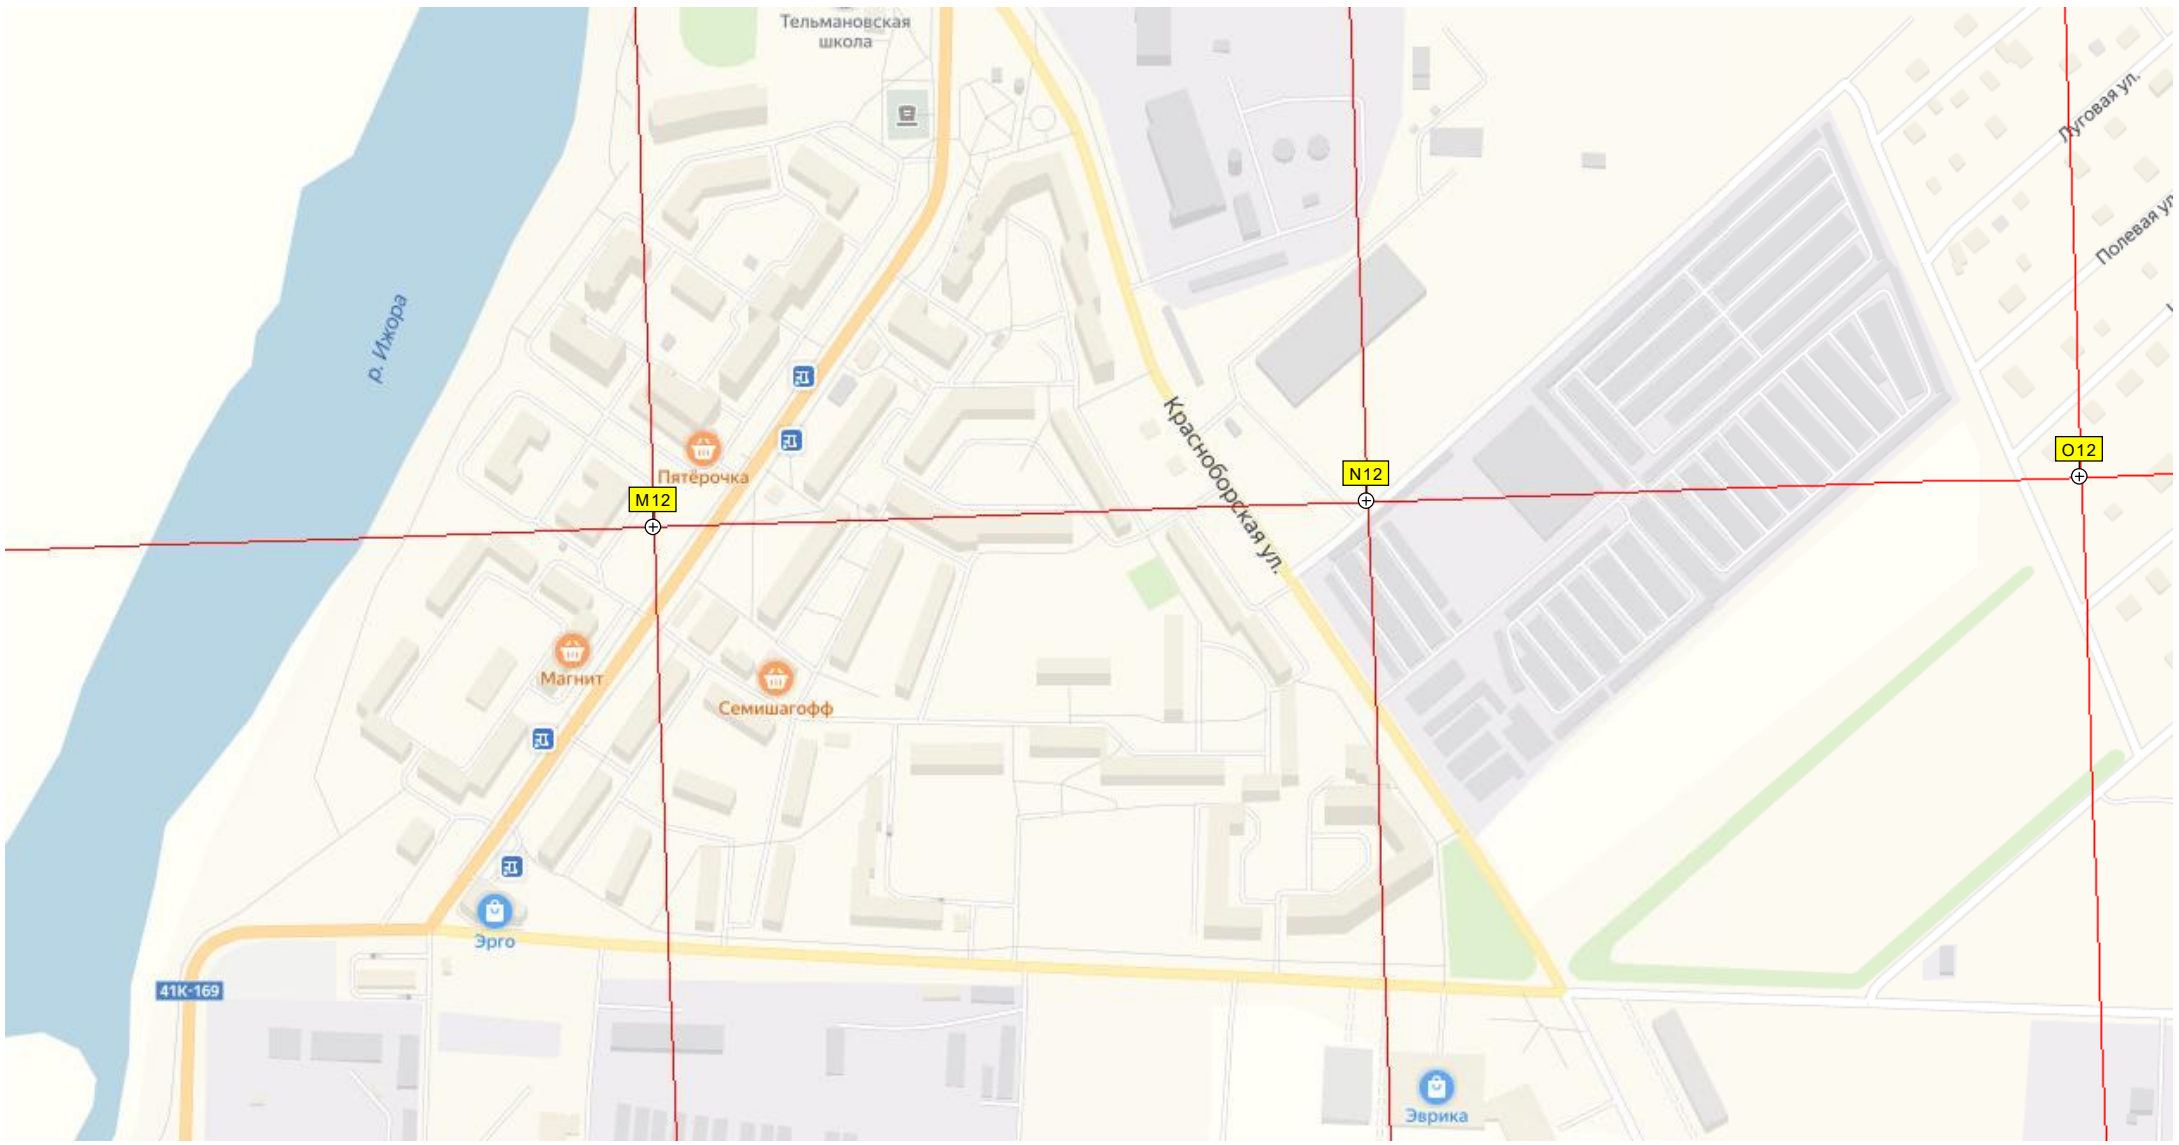 Тельмановская
школа
Луговая ул.
Полевая ул
р. Ижора
Красноборская ул.
Пятёрочка
M12
N12
O12
Магнит
Семишагофф
Эрго
41К-169
Эврика